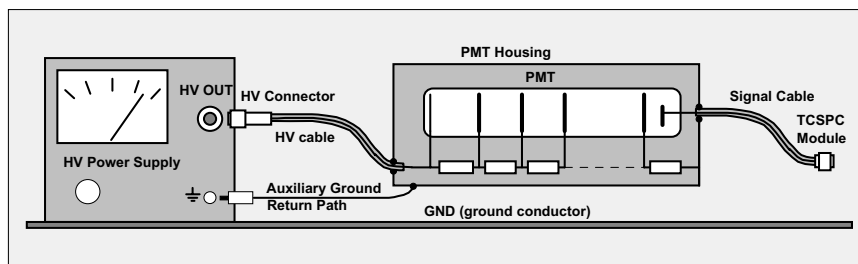 PMT Housing
PMT
HV OUT
HV Connector
HV cable
Signal Cable
TCSPC
Module
HV Power Supply
Auxiliary Ground
Return Path
GND (ground conductor)